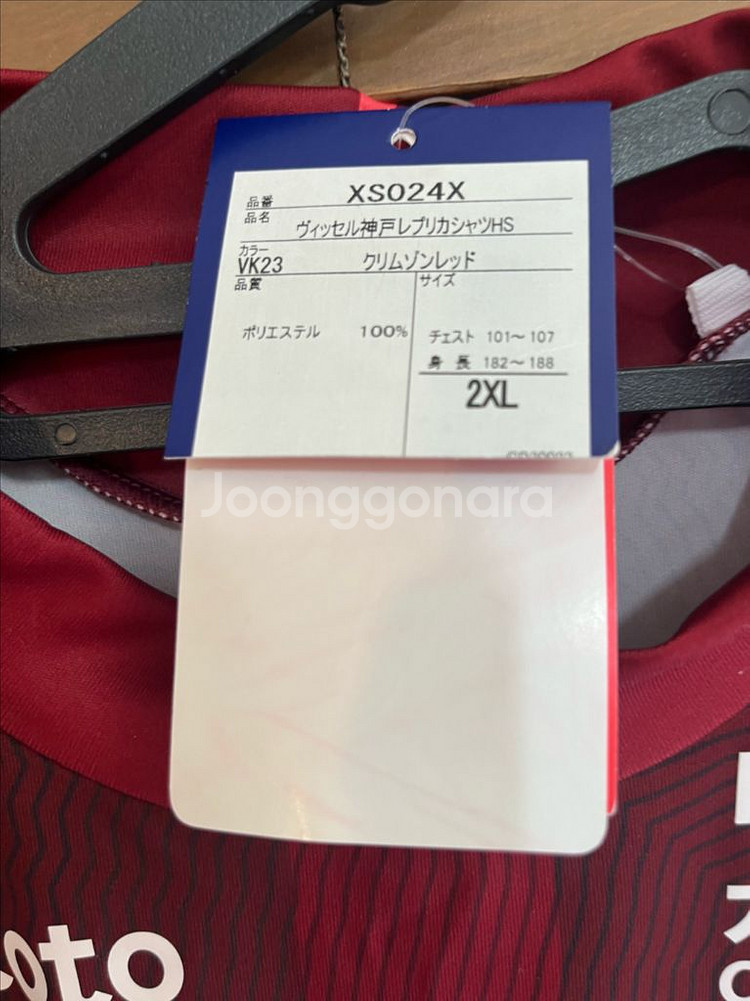 品番 XS024X
品名 ヴィッセル神戸レプリカシャツHS
カラー
VK23 クリムゾンレッド
品質
サイズ
ポリエステル 100%
チェスト 101〜107
身長 182〜188
2XL
Joonggonara
to